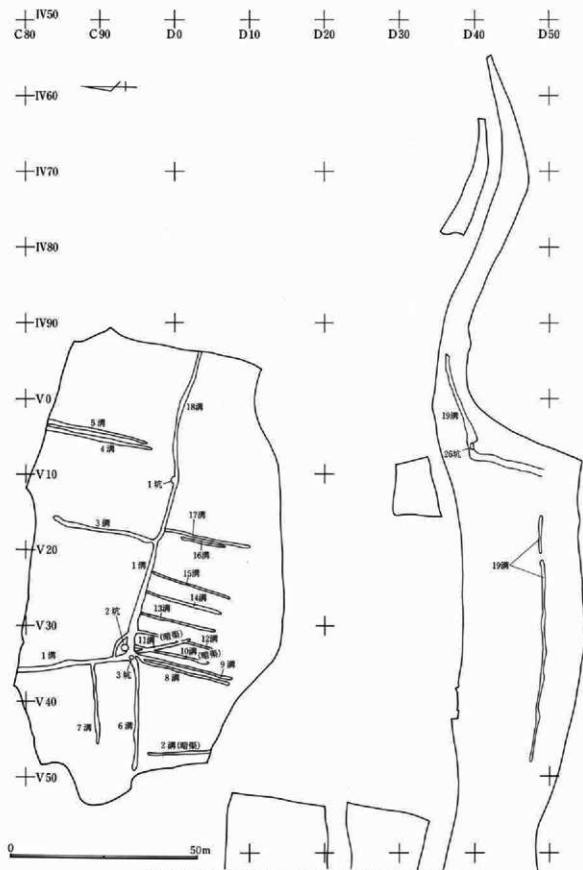 IV50
C80 C90 D0 D10 D20 D30 D40 D50
IV60
IV70
IV80
IV90
V0
18溝
19溝
5溝
4溝
26坑
V10
1坑
3溝
17溝
16溝
V20
1溝
15溝
19溝
14溝
13溝
V30
2坑
11溝
(暗渠)
12溝
10溝
(暗渠)
1溝
9溝
3坑
8溝
V40
7溝
6溝
2溝(暗渠)
V50
0 50m